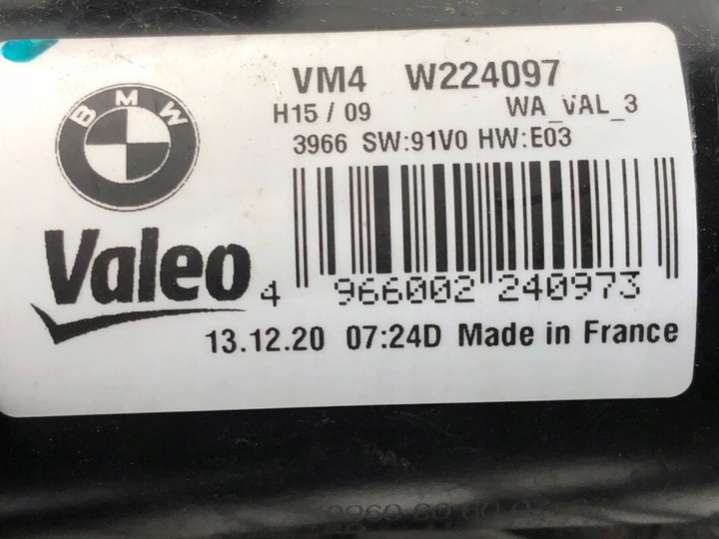 BMW
VM4 W224097
H15 / 09 WA_VAL_3
3966 SW:91V0 HW:E03
Valeo
4 966002 240973
13.12.20 07:24D Made in France